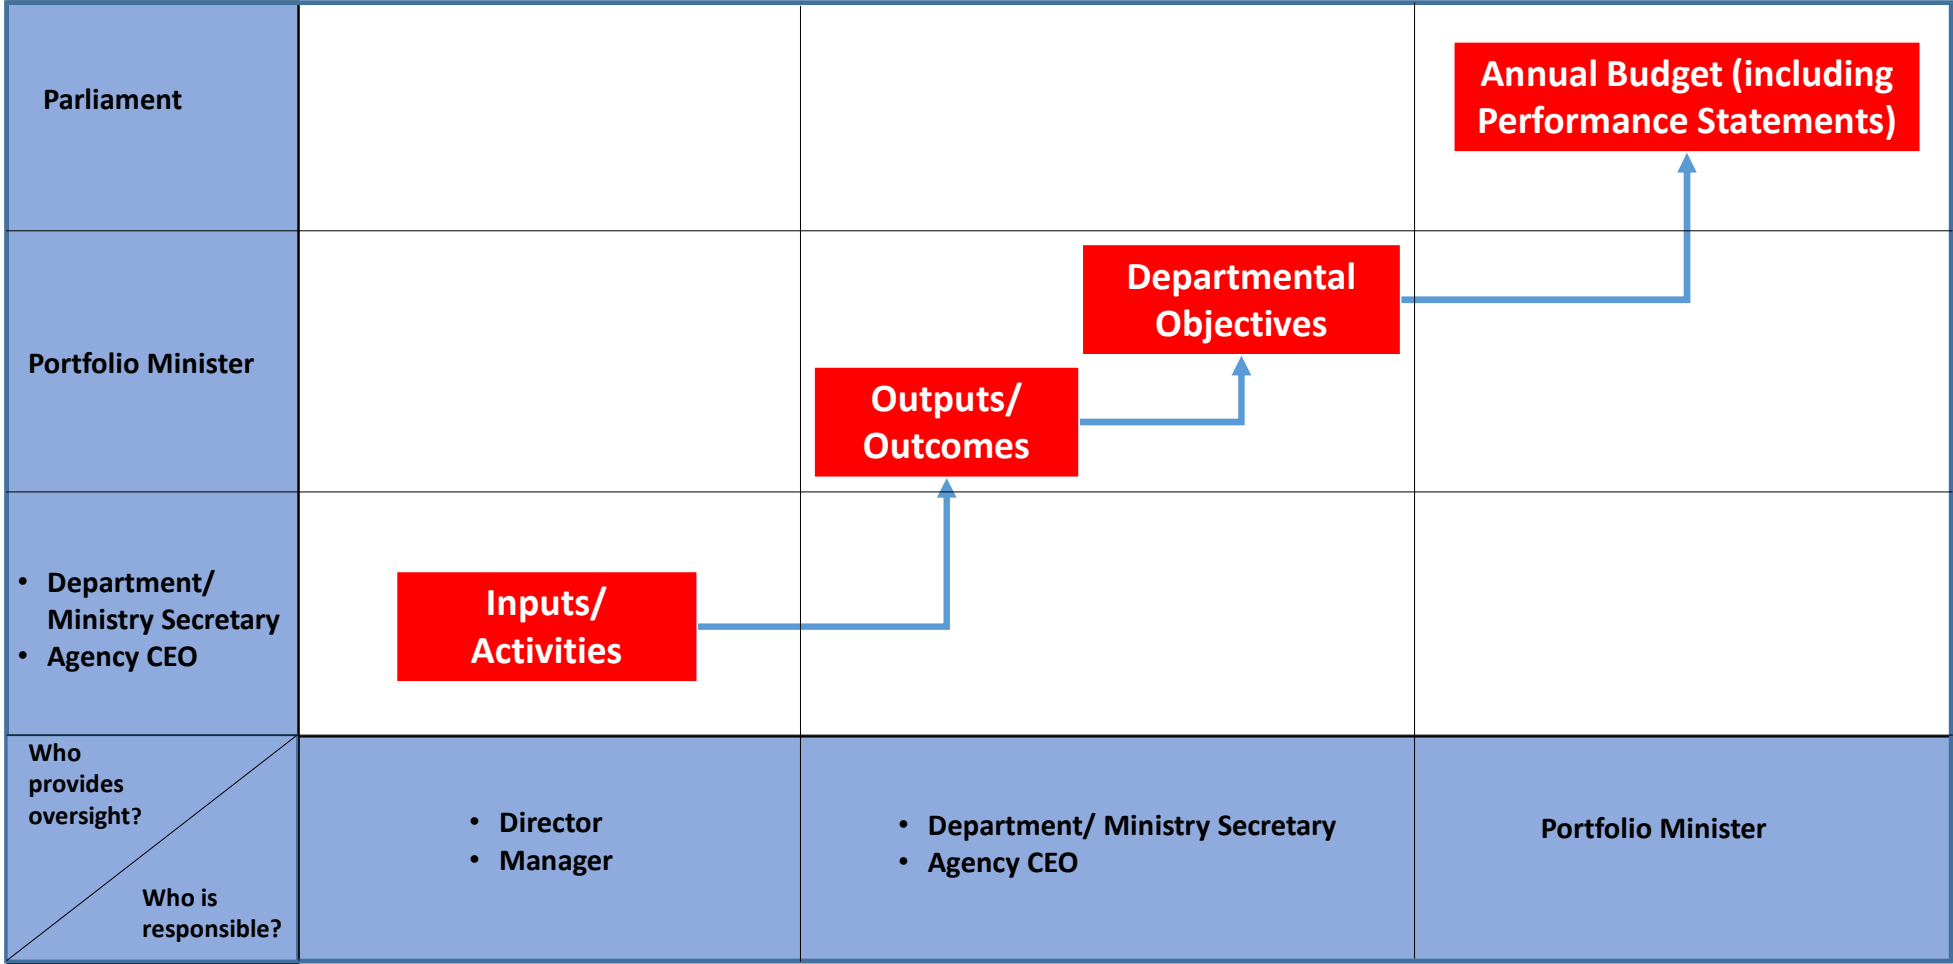 Parliament
Annual Budget (including
Performance Statements)
Portfolio Minister
Departmental
Objectives
Outputs/
Outcomes
• Department/
Ministry Secretary
• Agency CEO
Inputs/
Activities
Who
provides
oversight?
Who is
responsible?
• Director
• Manager
• Department/ Ministry Secretary
• Agency CEO
Portfolio Minister